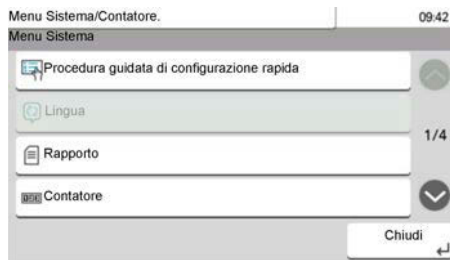 Menu Sistema/Contatore.
09:42
Menu Sistema
Procedura guidata di configurazione rapida
Lingua
1/4
Rapporto
Contatore
Chiudi